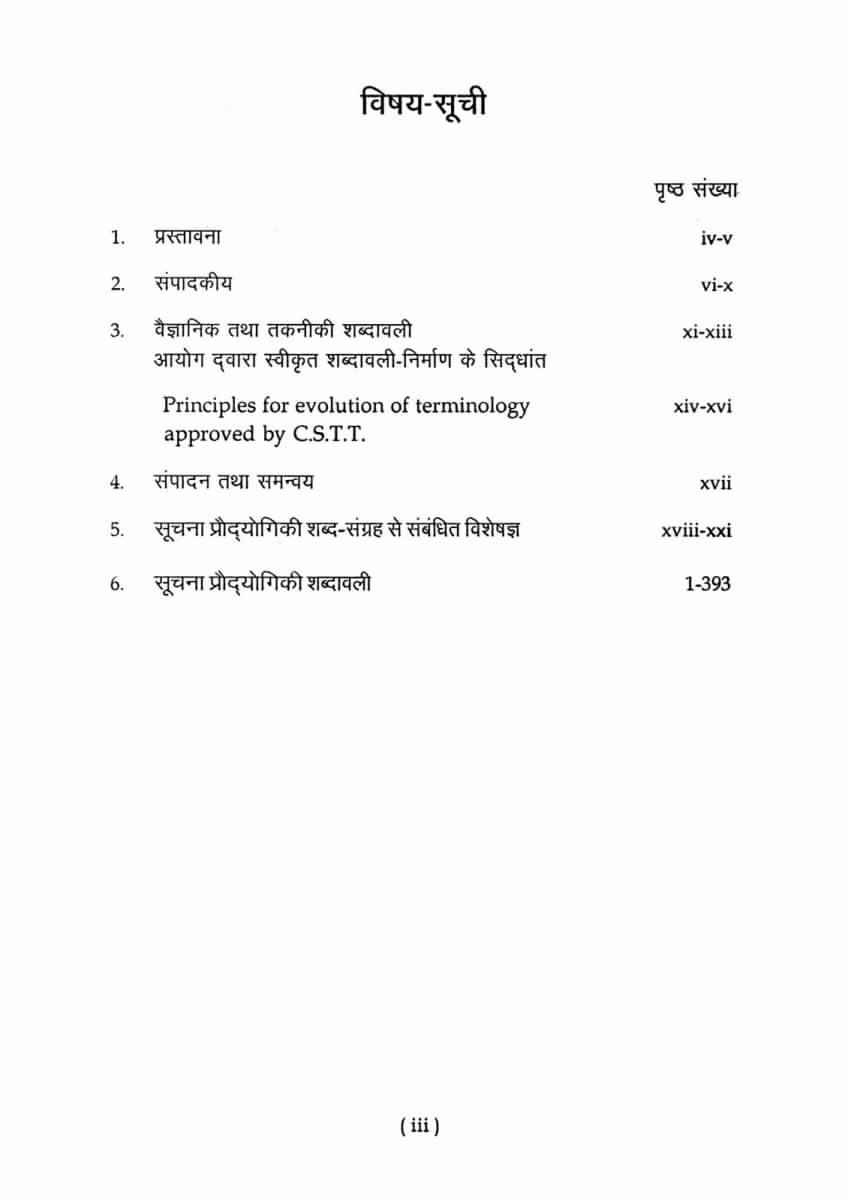 विषय-सूची
पृष्ठ संख्या
1. प्रस्तावना iv-v
2. संपादकीय vi-x
3. वैज्ञानिक तथा तकनीकी शब्दावली xi-xiii
आयोग द्‌वारा स्वीकृत शब्दावली-निर्माण के सिद्‌धांत
Principles for evolution of terminology xiv-xvi
approved by C.S.T.T.
4. संपादन तथा समन्वय xvii
5. सूचना प्रौद्‌योगिकी शब्द-संग्रह से संबंधित विशेषज्ञ xviii-xxi
6. सूचना प्रौद्‌योगिकी शब्दावली 1-393
( iii )